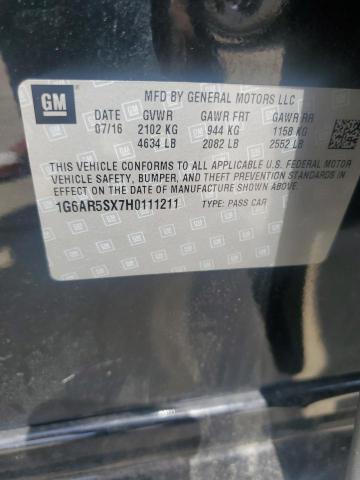 GM
MFD BY GENERAL MOTORS LLC
DATE GVWR GAWR FRT GAWR RR
07/16 2102 KG 944 KG 1158 KG
4634 LB 2082 LB 2552 LB
THIS VEHICLE CONFORMS TO ALL APPLICABLE U.S. FEDERAL MOTOR
VEHICLE SAFETY, BUMPER, AND THEFT PREVENTION STANDARDS
IN EFFECT ON THE DATE OF MANUFACTURE SHOWN ABOVE.
1G6AR5SX7H0111211 TYPE: PASS CAR